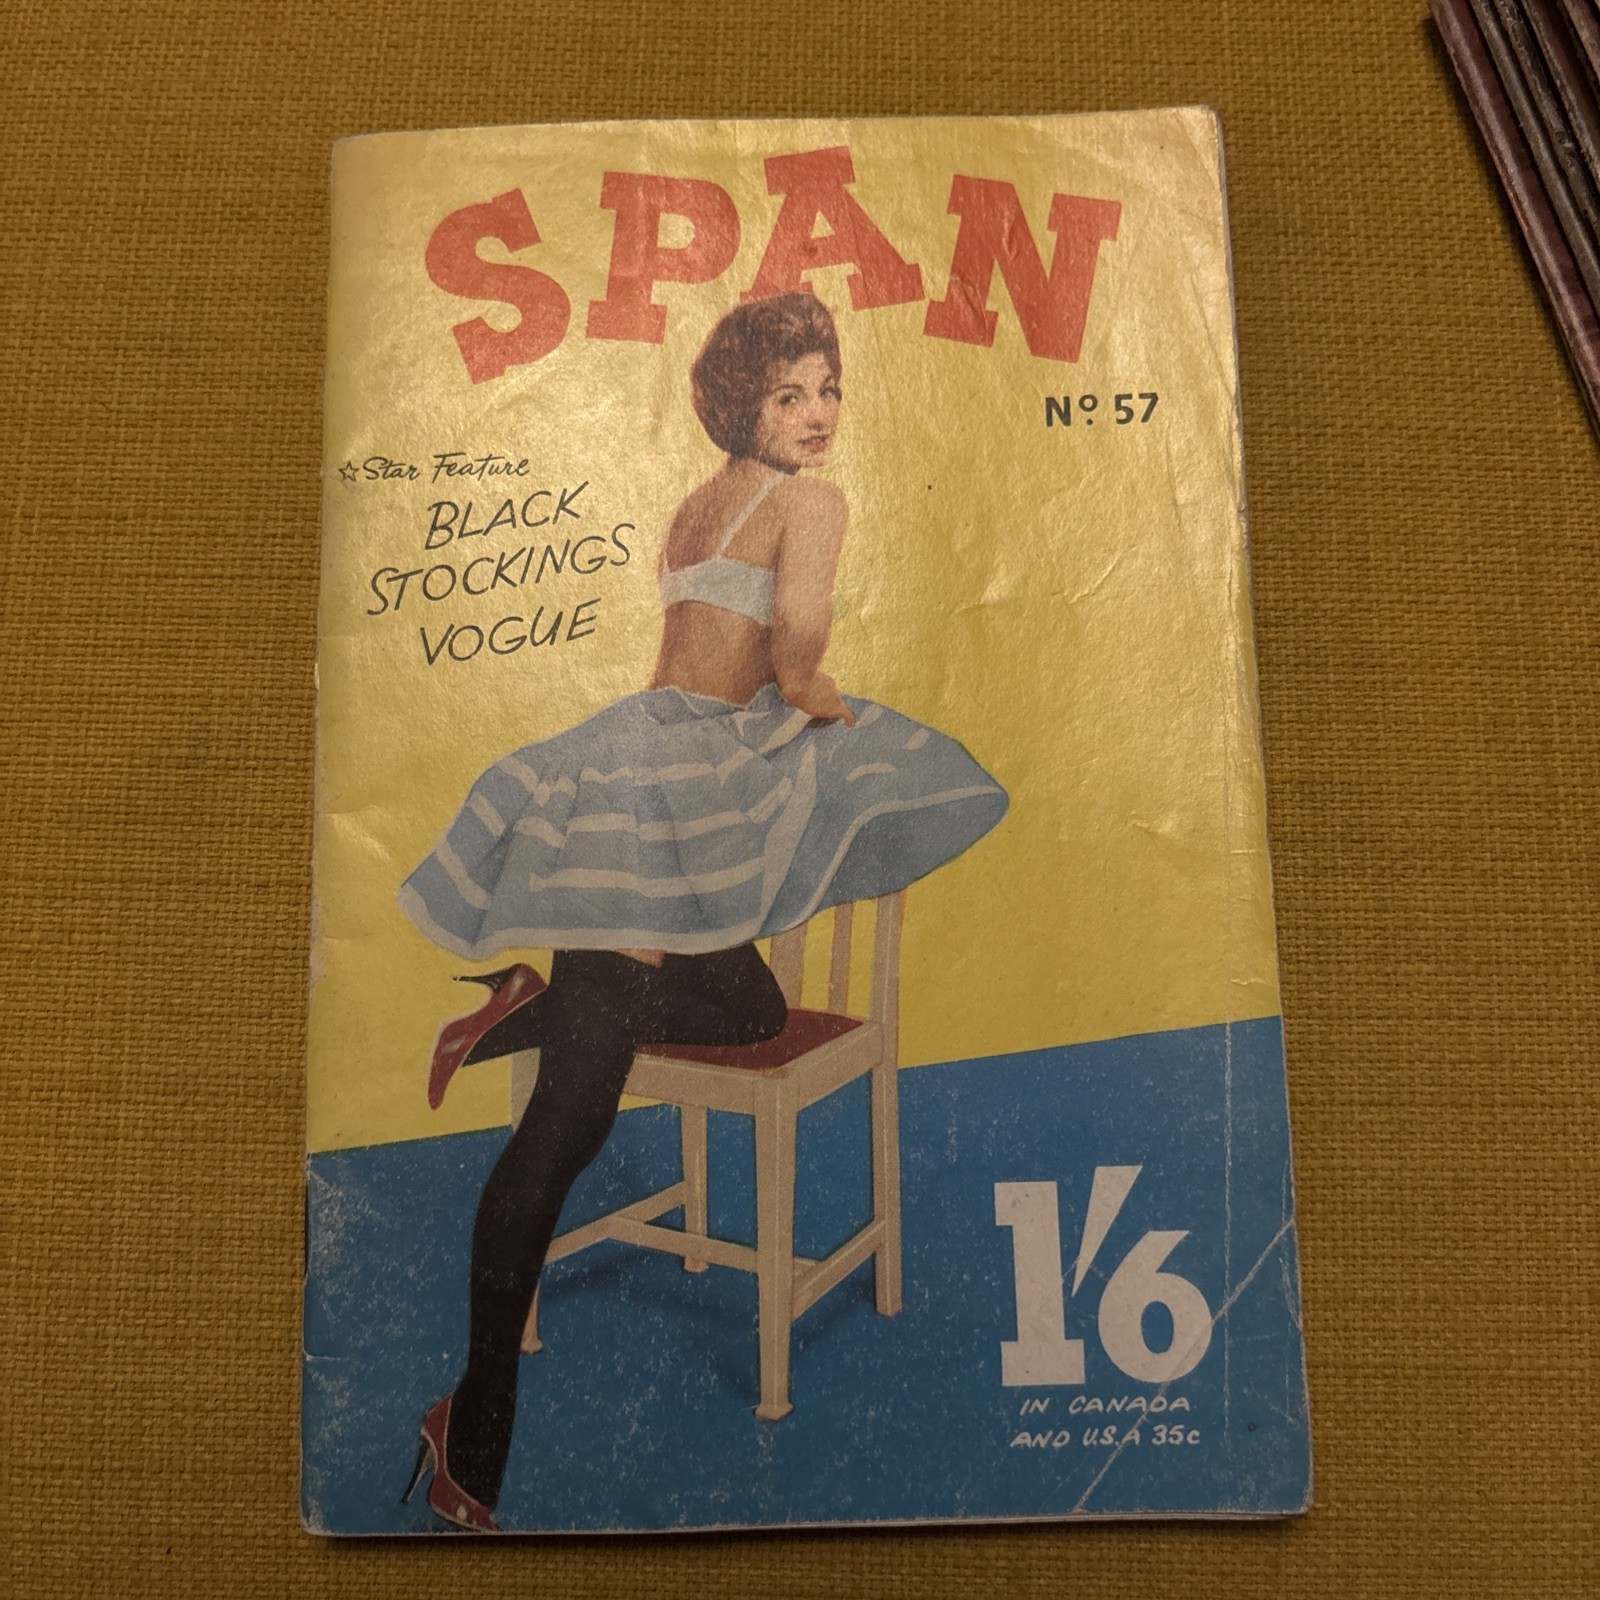 SPAN
Nº 57
☆Star Feature
BLACK
STOCKINGS
VOGUE
1'6
IN CANADA
AND U.S.A 35c